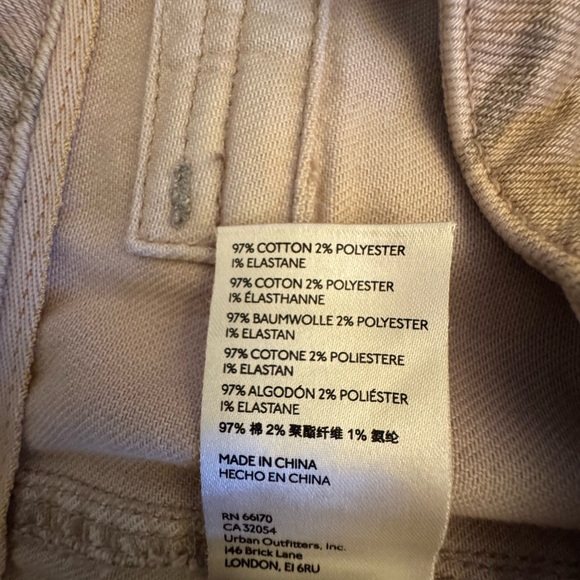 97% COTTON 2% POLYESTER
1% ELASTANE
97% COTON 2% POLYESTER
1% ÉLASTHANNE
97% BAUMWOLLE 2% POLYESTER
1% ELASTAN
97% COTONE 2% POLIESTERE
1% ELASTAN
97% ALGODÓN 2% POLIÉSTER
1% ELASTANE
97% 棉 2% 聚酯纤维 1% 氨纶
MADE IN CHINA
HECHO EN CHINA
RN 66170
CA 32054
Urban Outfitters, Inc.
146 Brick Lane
LONDON, E1 6RU